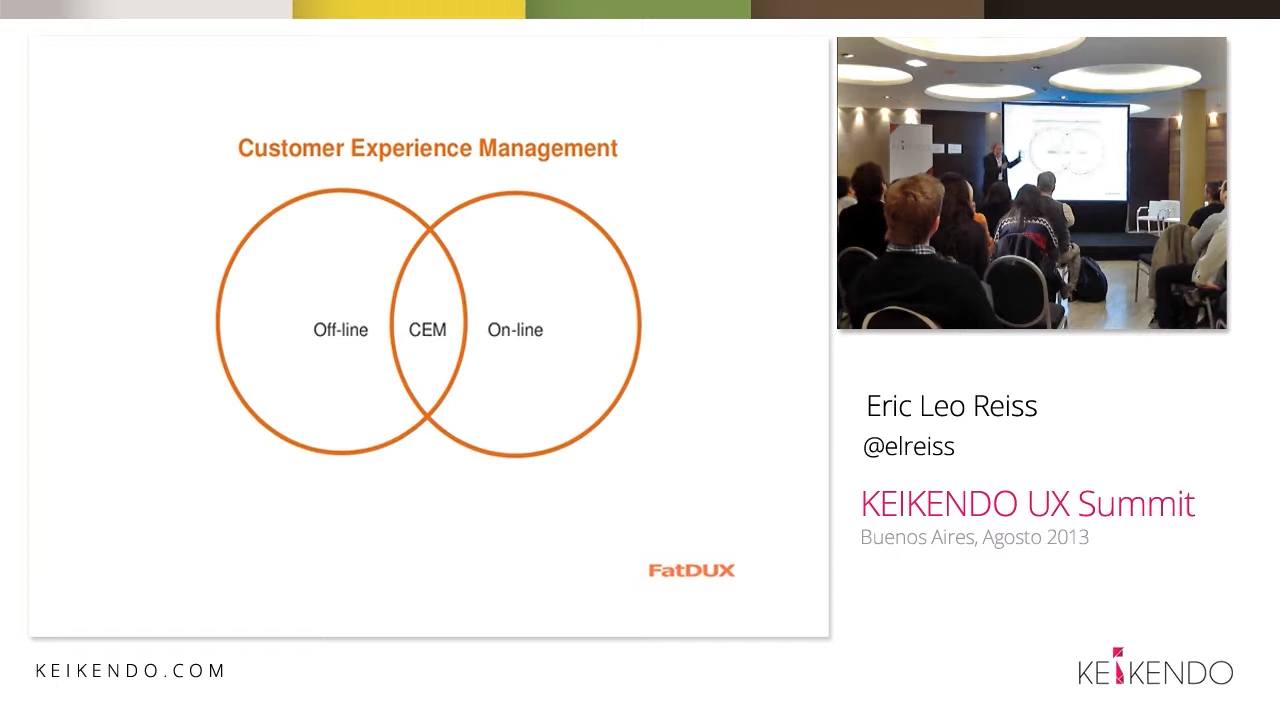 Customer Experience Management
Off-line
CEM
On-line
FatDUX
Eric Leo Reiss
@elreiss
KEIKENDO UX Summit
Buenos Aires, Agosto 2013
KEIKENDO.COM
KEIKENDO